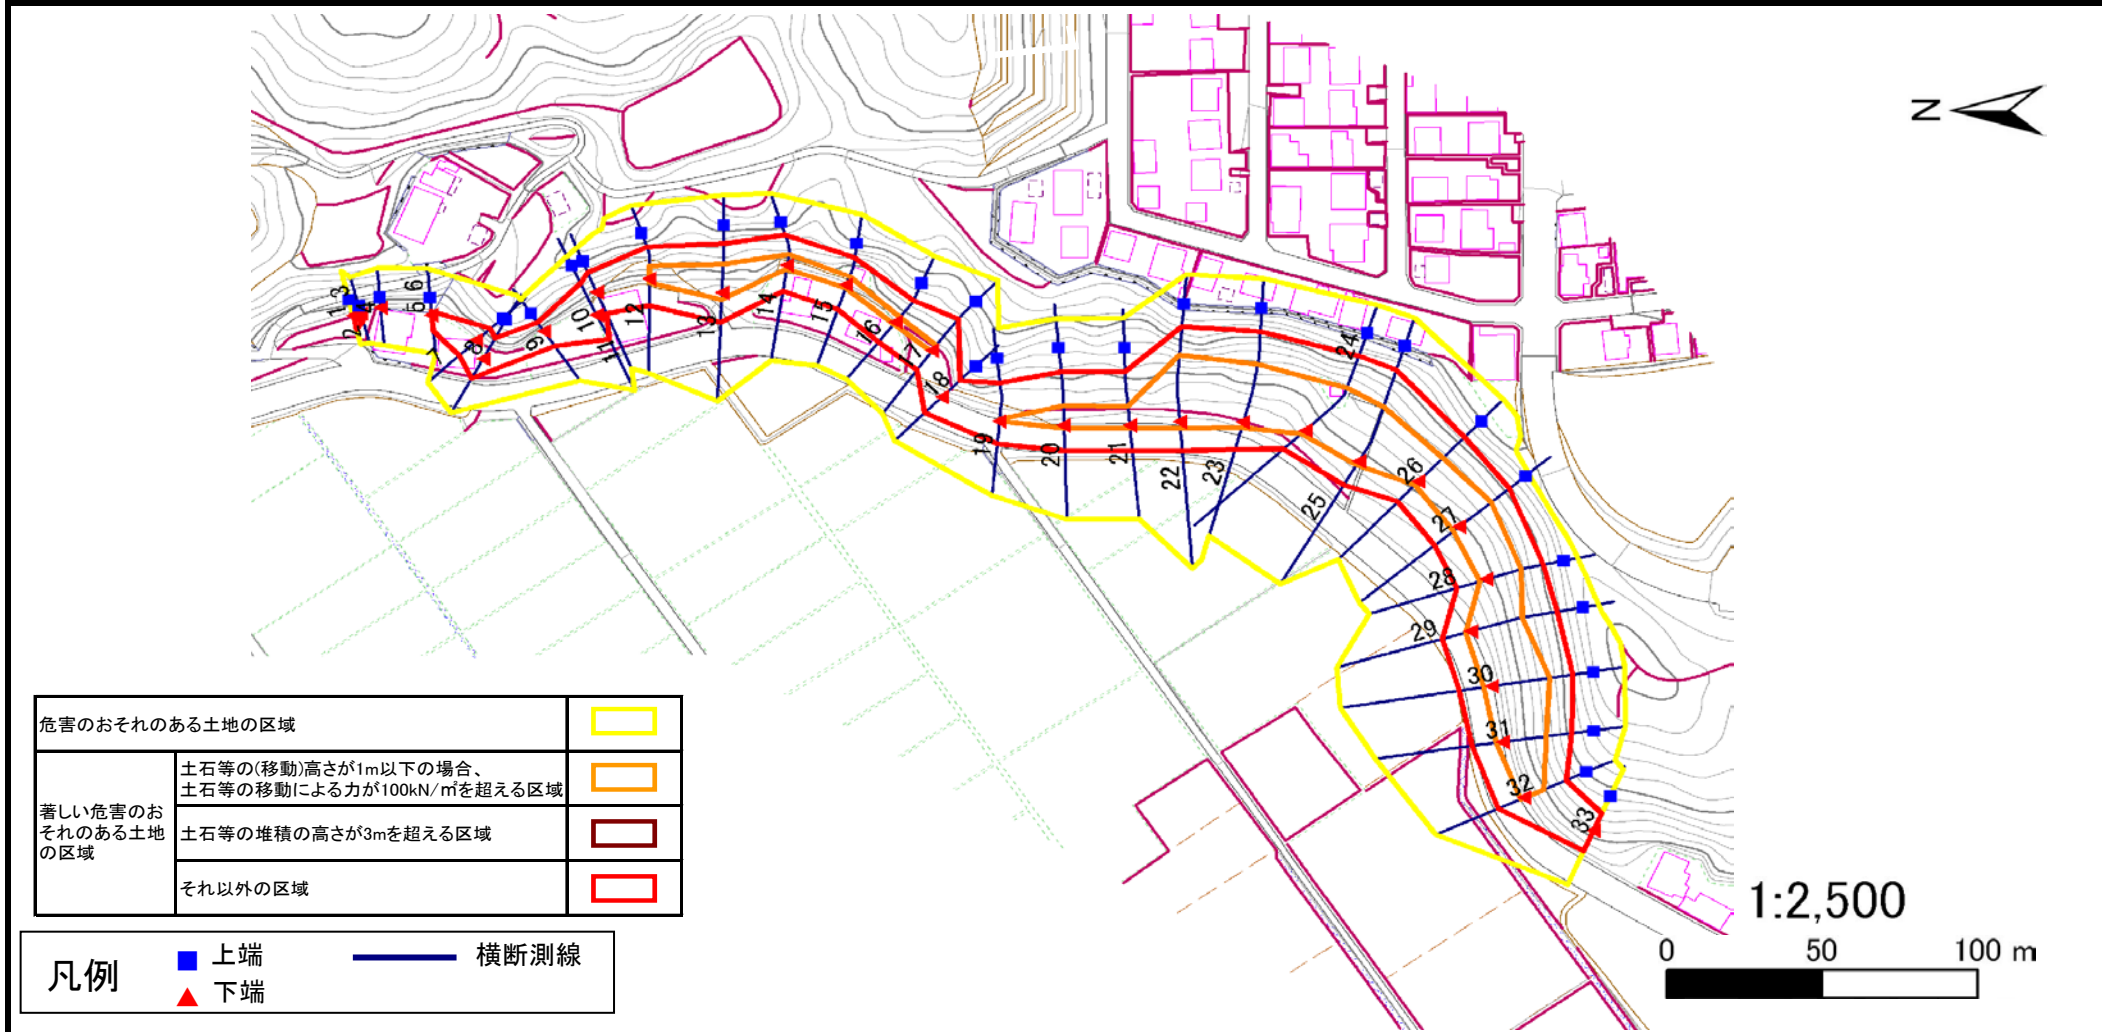 N
13
2
4
5
6
7
8
9
10
11
12
13
14
15
16
17
18
19
20
21
22
23
24
25
26
27
28
29
30
31
32
33
危害のおそれのある土地の区域
著しい危害のお
それのある土地
の区域
土石等の(移動)高さが1m以下の場合、
土石等の移動による力が100kN/㎡を超える区域
土石等の堆積の高さが3mを超える区域
それ以外の区域
凡例
上端
横断測線
下端
1:2,500
0 50 100 m